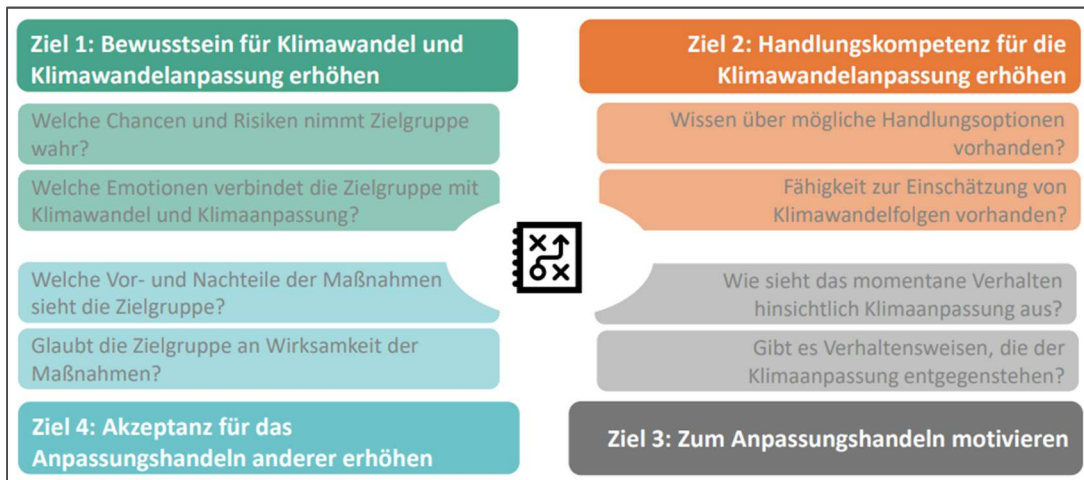 Ziel 1: Bewusstsein für Klimawandel und
Klimawandelanpassung erhöhen
Welche Chancen und Risiken nimmt Zielgruppe
wahr?
Welche Emotionen verbindet die Zielgruppe mit
Klimawandel und Klimaanpassung?
Ziel 2: Handlungskompetenz für die
Klimawandelanpassung erhöhen
Wissen über mögliche Handlungsoptionen
vorhanden?
Fähigkeit zur Einschätzung von
Klimawandelfolgen vorhanden?
Welche Vor- und Nachteile der Maßnahmen
sieht die Zielgruppe?
Glaubt die Zielgruppe an Wirksamkeit der
Maßnahmen?
Ziel 4: Akzeptanz für das
Anpassungshandeln anderer erhöhen
Wie sieht das momentane Verhalten
hinsichtlich Klimaanpassung aus?
Gibt es Verhaltensweisen, die der
Klimaanpassung entgegenstehen?
Ziel 3: Zum Anpassungshandeln motivieren